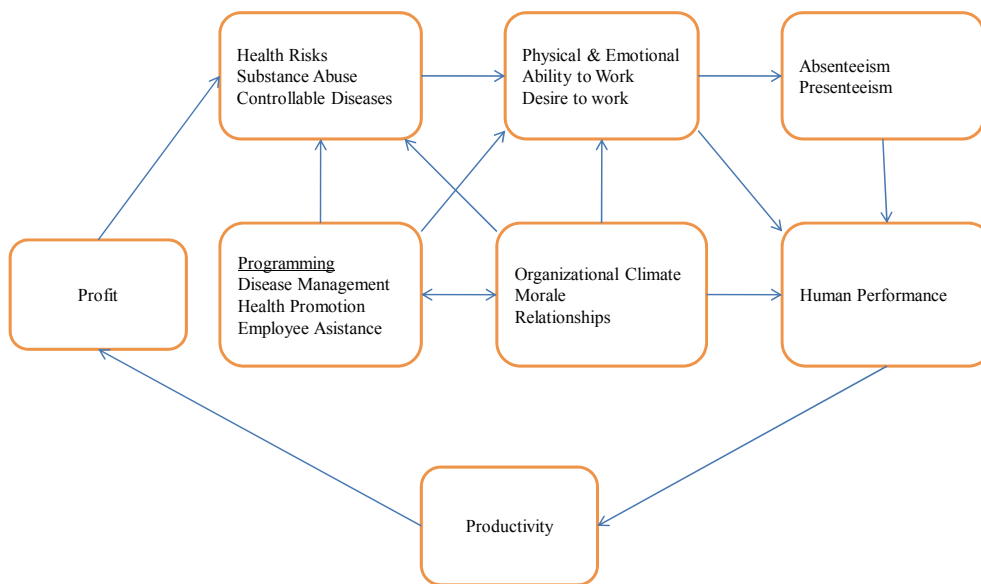 Health Risks
Substance Abuse
Controllable Diseases
Physical & Emotional
Ability to Work
Desire to work
Absenteeism
Presenteeism
Profit
Programming
Disease Management
Health Promotion
Employee Asistance
Organizational Climate
Morale
Relationships
Human Performance
Productivity